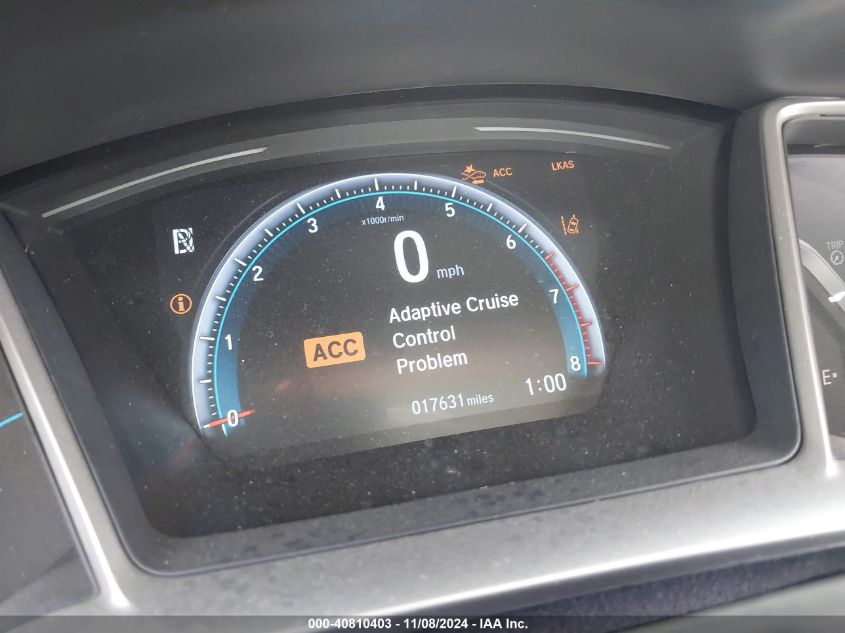 ACC LKAS
4
3 5
x1000r/min
2 6
0 mph
7
Adaptive Cruise
1
ACC Control
Problem
8
0
017631 miles 1:00
TRIP
E
000-40810403 - 11/08/2024 - IAA Inc.